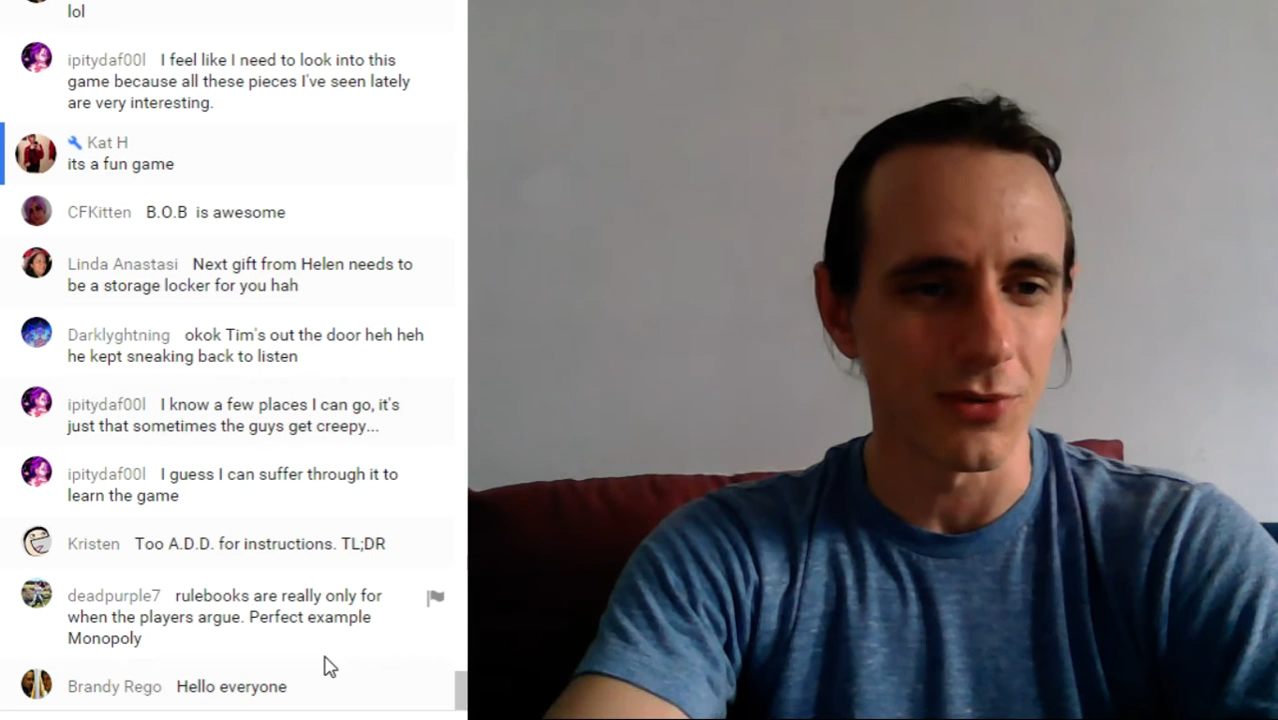 lol
ipitydaf00l I feel like I need to look into this
game because all these pieces I've seen lately
are very interesting.
Kat H
its a fun game
CFKitten B.O.B is awesome
Linda Anastasi Next gift from Helen needs to
be a storage locker for you hah
Darklyghtning okok Tim's out the door heh heh
he kept sneaking back to listen
ipitydaf00l I know a few places I can go, it's
just that sometimes the guys get creepy...
ipitydaf00l I guess I can suffer through it to
learn the game
Kristen Too A.D.D. for instructions. TL;DR
deadpurple7 rulebooks are really only for
when the players argue. Perfect example
Monopoly
Brandy Rego Hello everyone